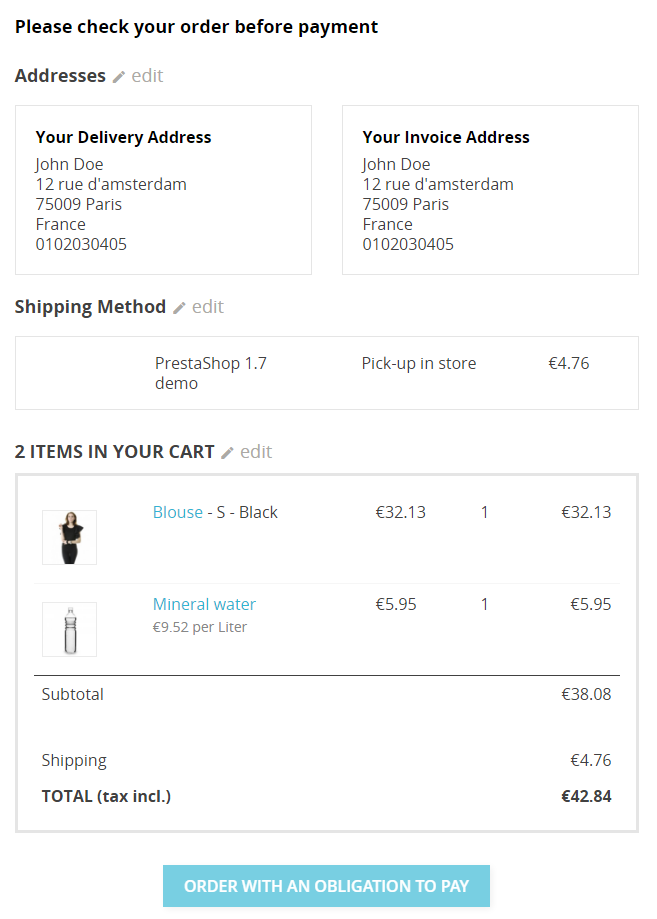 Please check your order before payment
Addresses edit
Your Delivery Address
John Doe
12 rue d'amsterdam
75009 Paris
France
0102030405
Your Invoice Address
John Doe
12 rue d'amsterdam
75009 Paris
France
0102030405
Shipping Method edit
PrestaShop 1.7 demo Pick-up in store €4.76
2 ITEMS IN YOUR CART edit
Blouse - S - Black €32.13 1 €32.13
Mineral water €5.95 1 €5.95
€9.52 per Liter
Subtotal €38.08
Shipping €4.76
TOTAL (tax incl.) €42.84
ORDER WITH AN OBLIGATION TO PAY